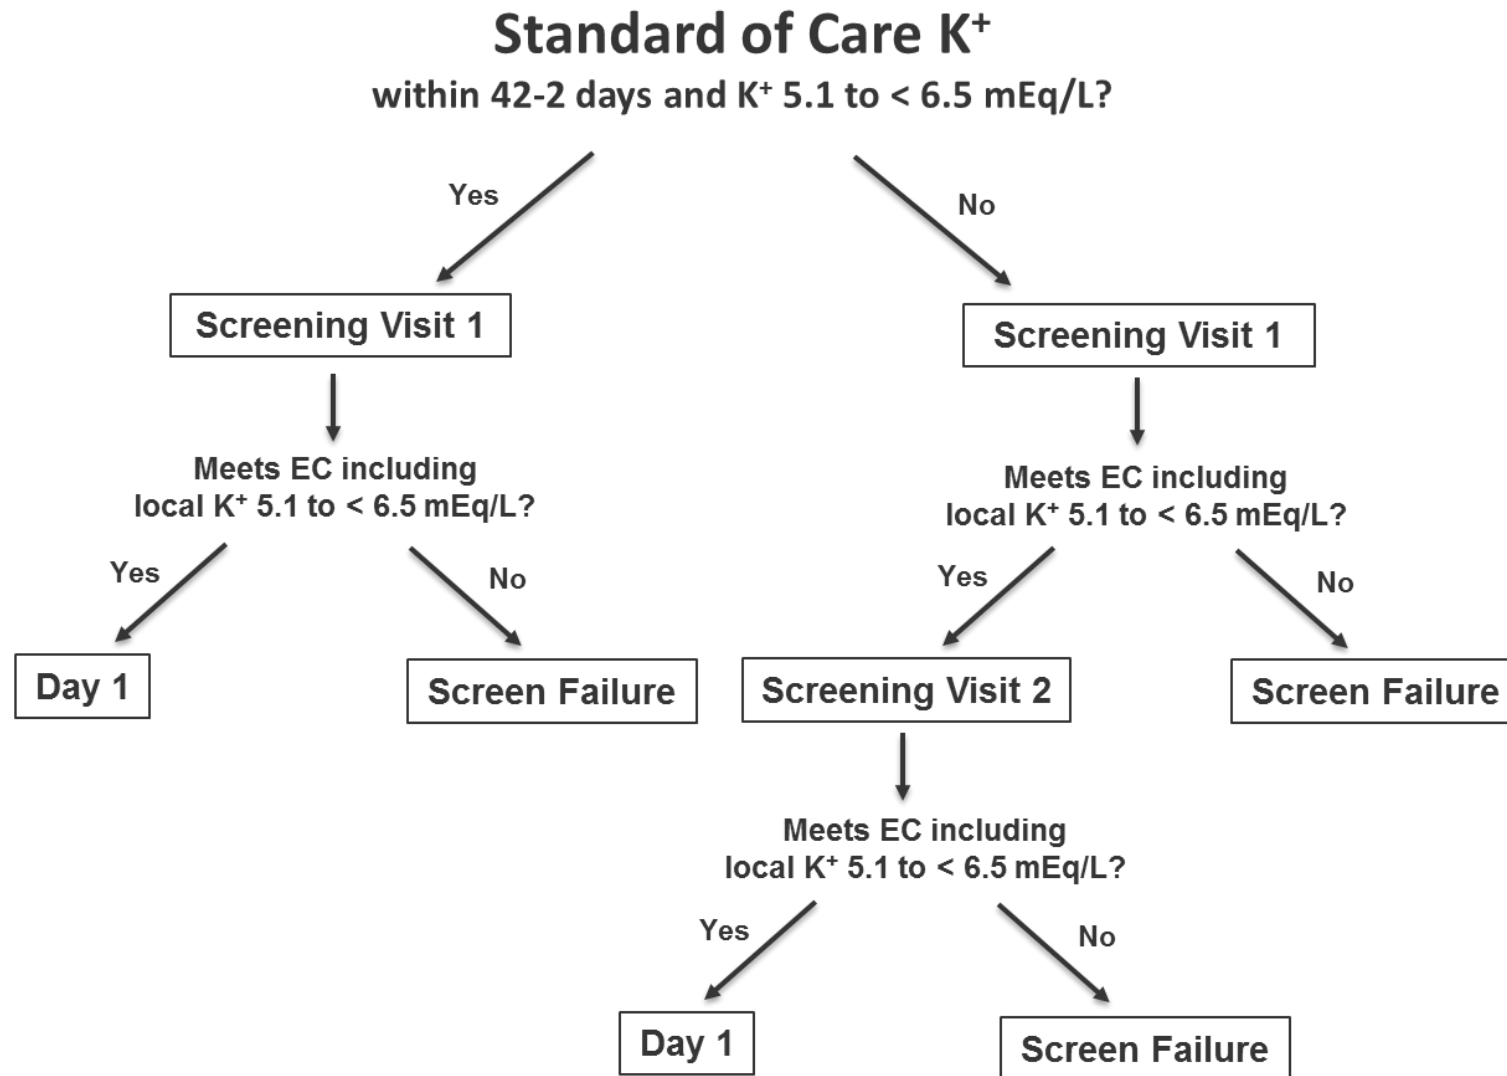 Standard of Care K⁺
within 42-2 days and K⁺ 5.1 to < 6.5 mEq/L?
Yes
No
Screening Visit 1
Screening Visit 1
Meets EC including
local K⁺ 5.1 to < 6.5 mEq/L?
Meets EC including
local K⁺ 5.1 to < 6.5 mEq/L?
Yes
No
Yes
No
Day 1
Screen Failure
Screening Visit 2
Screen Failure
Meets EC including
local K⁺ 5.1 to < 6.5 mEq/L?
Yes
No
Day 1
Screen Failure